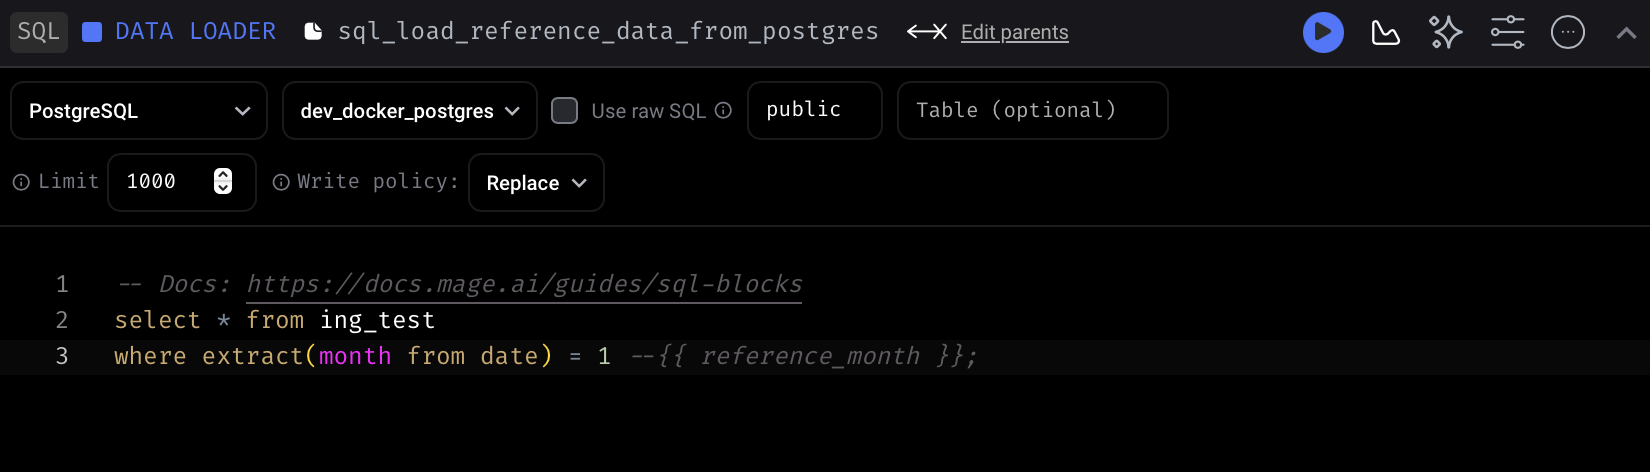 SQL DATA LOADER sql_load_reference_data_from_postgres Edit parents
PostgreSQL dev_docker_postgres Use raw SQL public Table (optional)
Limit 1000 Write policy: Replace
1 -- Docs: https://docs.mage.ai/guides/sql-blocks
2 select * from ing_test
3 where extract(month from date) = 1 --{{ reference_month }};